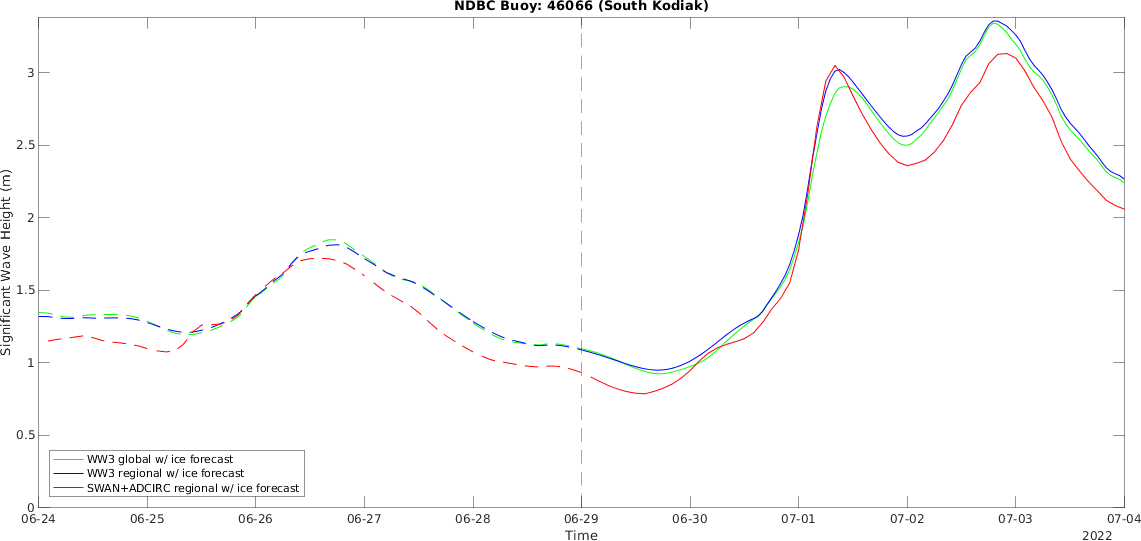 NDBC Buoy: 46066 (South Kodiak)
3
2.5
2
1.5
1
0.5
0
Significant Wave Height (m)
WW3 global w/ ice forecast
WW3 regional w/ ice forecast
SWAN+ADCIRC regional w/ ice forecast
06-24 06-25 06-26 06-27 06-28 06-29 06-30 07-01 07-02 07-03 07-04
Time
2022